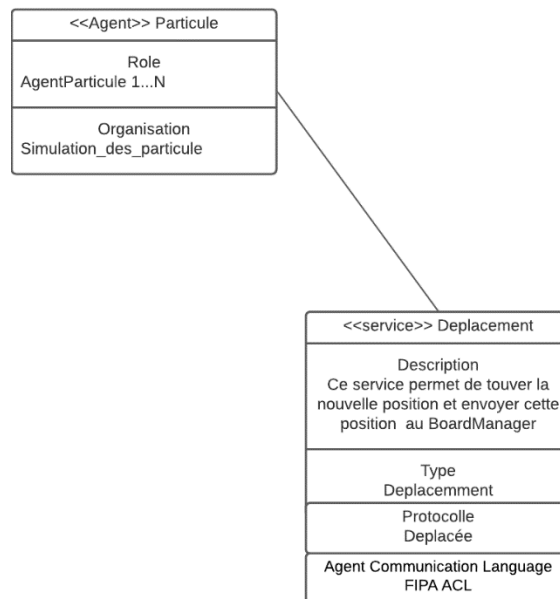 <<Agent>> Particule
Role
AgentParticule 1...N
Organisation
Simulation_des_particule
<<service>> Deplacement
Description
Ce service permet de touver la
nouvelle position et envoyer cette
position au BoardManager
Type
Deplacemment
Protocolle
Deplacée
Agent Communication Language
FIPA ACL